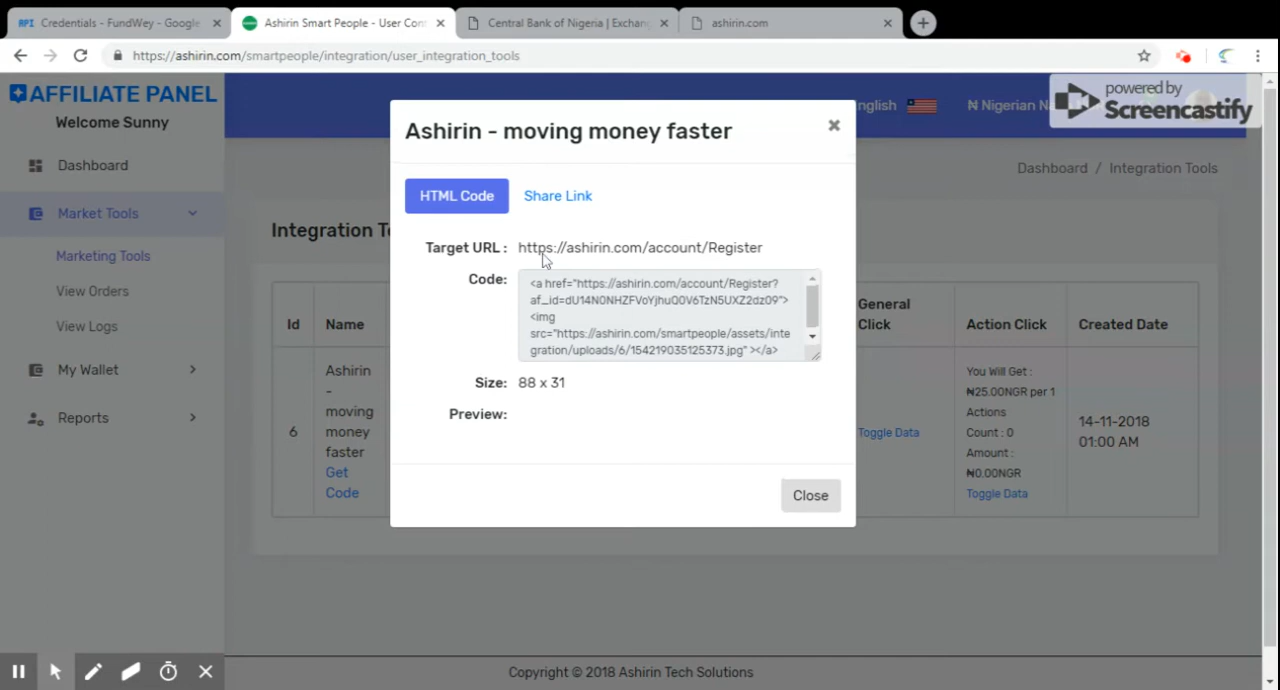 RPI Credentials - FundWey - Google
Ashirin Smart People - User Con
Central Bank of Nigeria | Exchan
ashirin.com
https://ashirin.com/smartpeople/integration/user_integration_tools
AFFILIATE PANEL
Welcome Sunny
Dashboard
Market Tools
Marketing Tools
View Orders
View Logs
My Wallet
Reports
nglish
₦ Nigerian N
powered by
Screencastify
Dashboard / Integration Tools
Integration T
Id
Name
General
Click
Action Click
Created Date
6
Ashirin
-
moving
money
faster
Get
Code
Toggle Data
You Will Get :
₦25.00NGR per 1
Actions
Count : 0
Amount :
₦0.00NGR
Toggle Data
14-11-2018
01:00 AM
Ashirin - moving money faster
HTML Code
Share Link
Target URL : https://ashirin.com/account/Register
Code:
<a href="https://ashirin.com/account/Register?
af_id=dU14N0NHZFVoYjhuQ0V6TzN5UXZ2dz09">
<img
src="https://ashirin.com/smartpeople/assets/inte
gration/uploads/6/154219035125373.jpg" ></a>
Size: 88 x 31
Preview:
Close
Copyright © 2018 Ashirin Tech Solutions